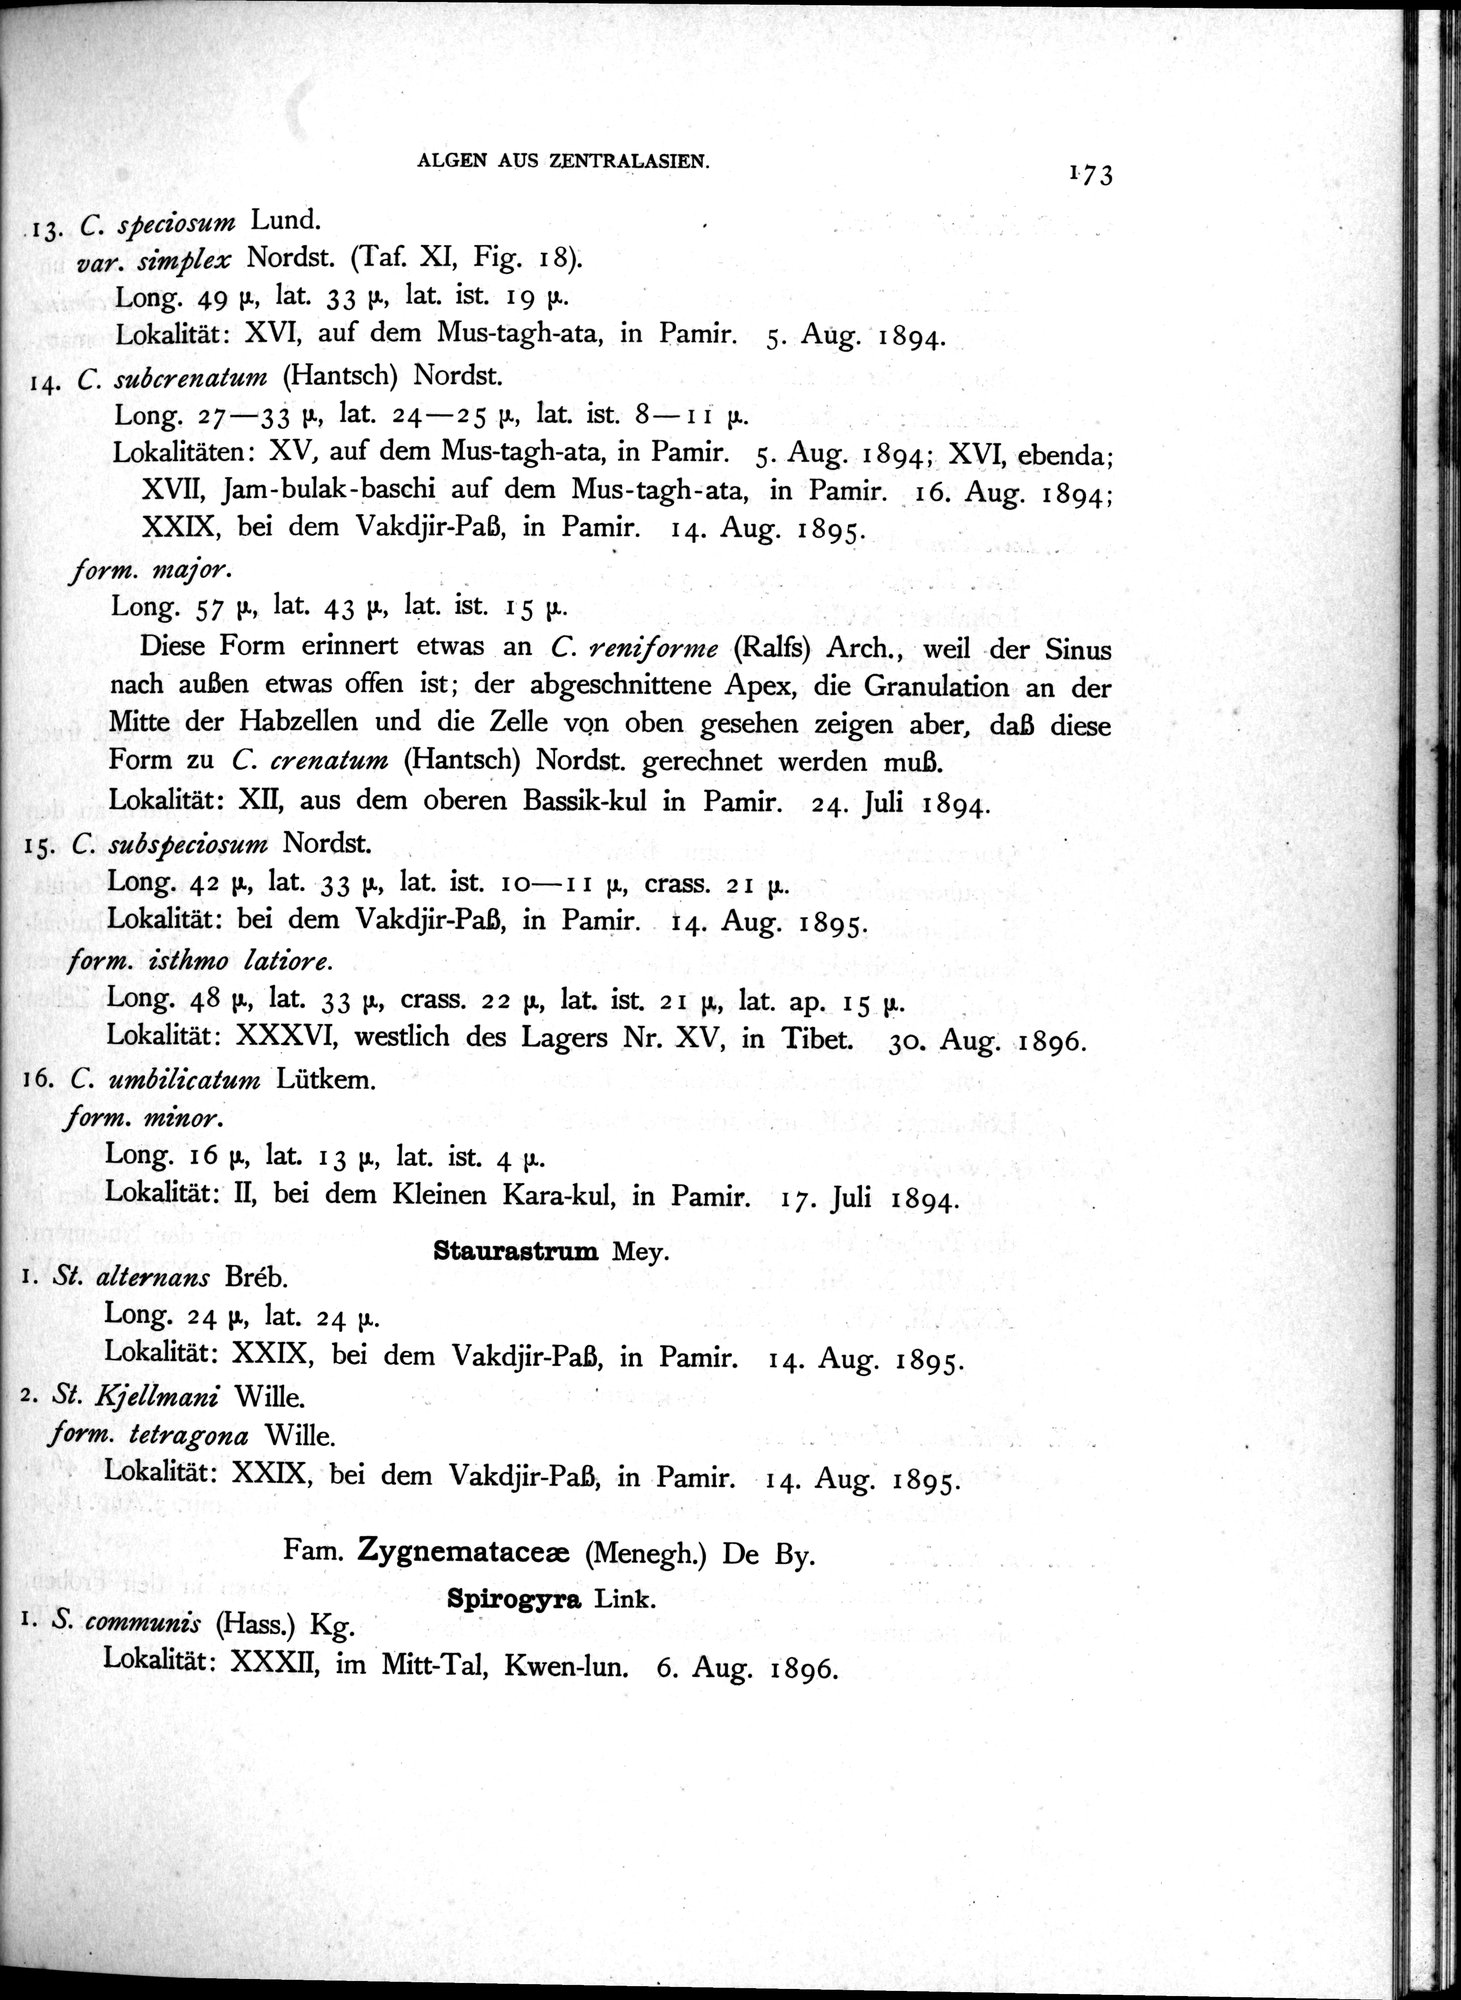 ALGEN AUS ZENTRALASIEN.
173
13. C. speciosum Lund.
var. simplex Nordst. (Taf. XI, Fig. 18).
Long. 49 µ, lat. 33 µ, lat. ist. 19 µ.
Lokalität: XVI, auf dem Mus-tagh-ata, in Pamir. 5. Aug. 1894.
14. C. subcrenatum (Hantsch) Nordst.
Long. 27—33 µ, lat. 24—25 µ, lat. ist. 8—11 µ.
Lokalitäten: XV, auf dem Mus-tagh-ata, in Pamir. 5. Aug. 1894; XVI, ebenda;
XVII, Jam-bulak-baschi auf dem Mus-tagh-ata, in Pamir. 16. Aug. 1894;
XXIX, bei dem Vakdjir-Paß, in Pamir. 14. Aug. 1895.
form. major.
Long. 57 µ, lat. 43 µ, lat. ist. 15 µ.
Diese Form erinnert etwas an C. reniforme (Ralfs) Arch., weil der Sinus
nach außen etwas offen ist; der abgeschnittene Apex, die Granulation an der
Mitte der Habzellen und die Zelle von oben gesehen zeigen aber, daß diese
Form zu C. crenatum (Hantsch) Nordst. gerechnet werden muß.
Lokalität: XII, aus dem oberen Bassik-kul in Pamir. 24. Juli 1894.
15. C. subspeciosum Nordst.
Long. 42 µ, lat. 33 µ, lat. ist. 10—11 µ, crass. 21 µ.
Lokalität: bei dem Vakdjir-Paß, in Pamir. 14. Aug. 1895.
form. isthmo latiore.
Long. 48 µ, lat. 33 µ, crass. 22 µ, lat. ist. 21 µ, lat. ap. 15 µ.
Lokalität: XXXVI, westlich des Lagers Nr. XV, in Tibet. 30. Aug. 1896.
16. C. umbilicatum Lütkem.
form. minor.
Long. 16 µ, lat. 13 µ, lat. ist. 4 µ.
Lokalität: II, bei dem Kleinen Kara-kul, in Pamir. 17. Juli 1894.
Staurastrum Mey.
1. St. alternans Bréb.
Long. 24 µ, lat. 24 µ.
Lokalität: XXIX, bei dem Vakdjir-Paß, in Pamir. 14. Aug. 1895.
2. St. Kjellmani Wille.
form. tetragona Wille.
Lokalität: XXIX, bei dem Vakdjir-Paß, in Pamir. 14. Aug. 1895.
Fam. Zygnemataceæ (Menegh.) De By.
Spirogyra Link.
1. S. communis (Hass.) Kg.
Lokalität: XXXII, im Mitt-Tal, Kwen-lun. 6. Aug. 1896.